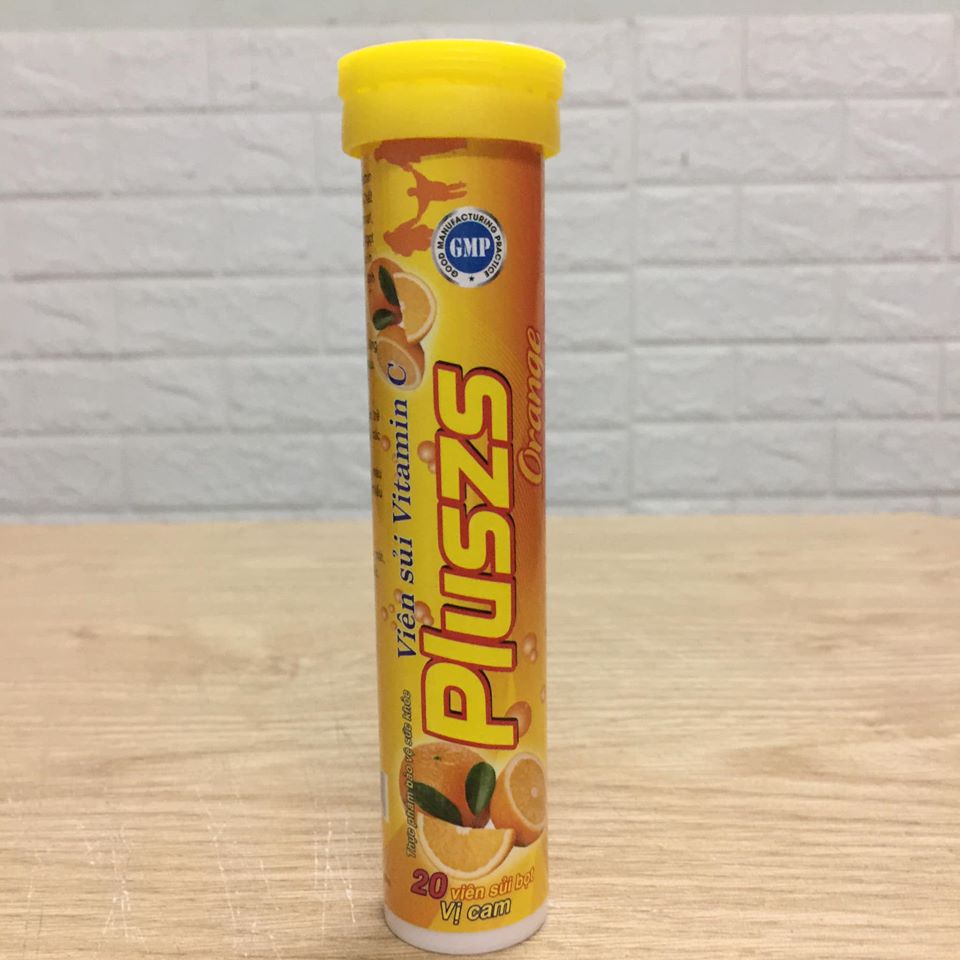 GOOD MANUFACTURING PRACTICE
GMP
Viên sủi Vitamin C
Pluszs
Orange
Thực phẩm bảo vệ sức khỏe
20 viên sủi bọt
Vị cam